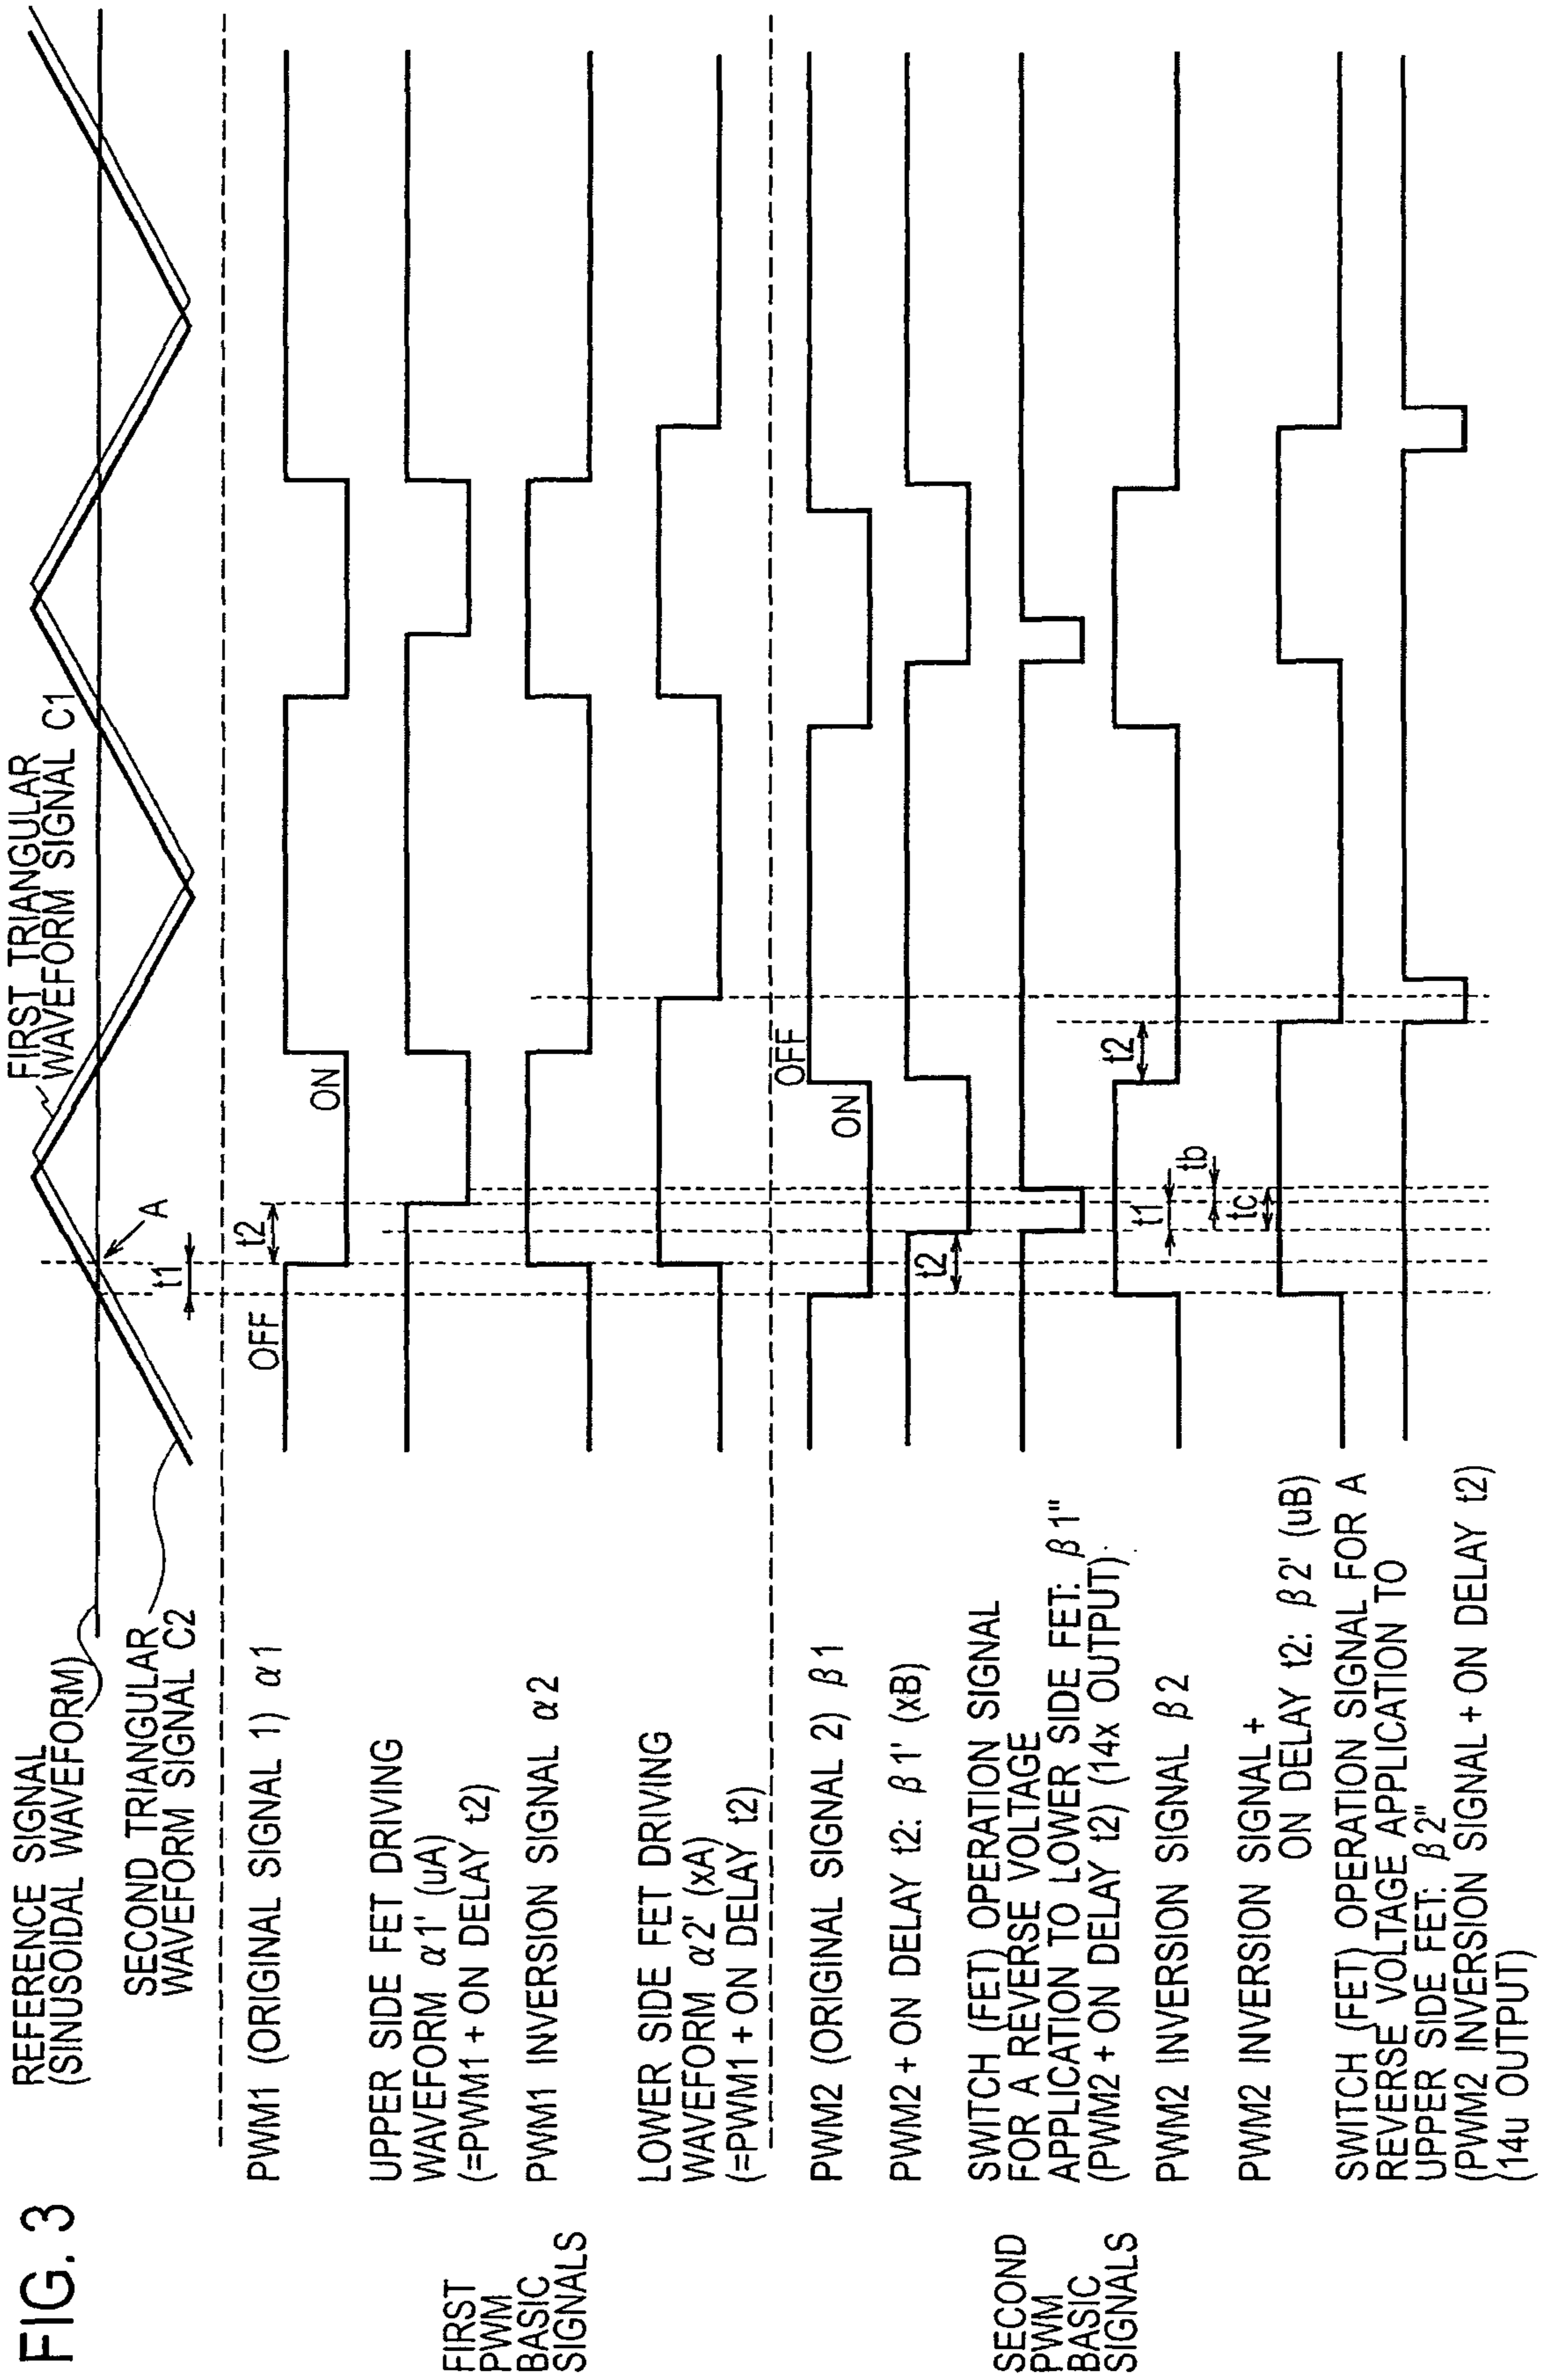 FIG. 3
REFERENCE SIGNAL
(SINUSOIDAL WAVEFORM)
SECOND TRIANGULAR
WAVEFORM SIGNAL C2
FIRST TRIANGULAR
WAVEFORM SIGNAL C1
A
t1
FIRST
PWM
BASIC
SIGNALS
PWM1 (ORIGINAL SIGNAL 1) α1
OFF
t2
ON
UPPER SIDE FET DRIVING
WAVEFORM α1' (uA)
(=PWM1 + ON DELAY t2)
PWM1 INVERSION SIGNAL α2
LOWER SIDE FET DRIVING
WAVEFORM α2' (xA)
(=PWM1 + ON DELAY t2)
SECOND
PWM
BASIC
SIGNALS
PWM2 (ORIGINAL SIGNAL 2) β1
ON
OFF
PWM2 + ON DELAY t2: β1' (xB)
t2
SWITCH (FET) OPERATION SIGNAL
FOR A REVERSE VOLTAGE
APPLICATION TO LOWER SIDE FET: β1"
(PWM2 + ON DELAY t2) (14x OUTPUT)
PWM2 INVERSION SIGNAL β2
t2
t1
tb
tc
PWM2 INVERSION SIGNAL +
ON DELAY t2: β2' (uB)
SWITCH (FET) OPERATION SIGNAL FOR A
REVERSE VOLTAGE APPLICATION TO
UPPER SIDE FET: β2"
(PWM2 INVERSION SIGNAL + ON DELAY t2)
(14u OUTPUT)